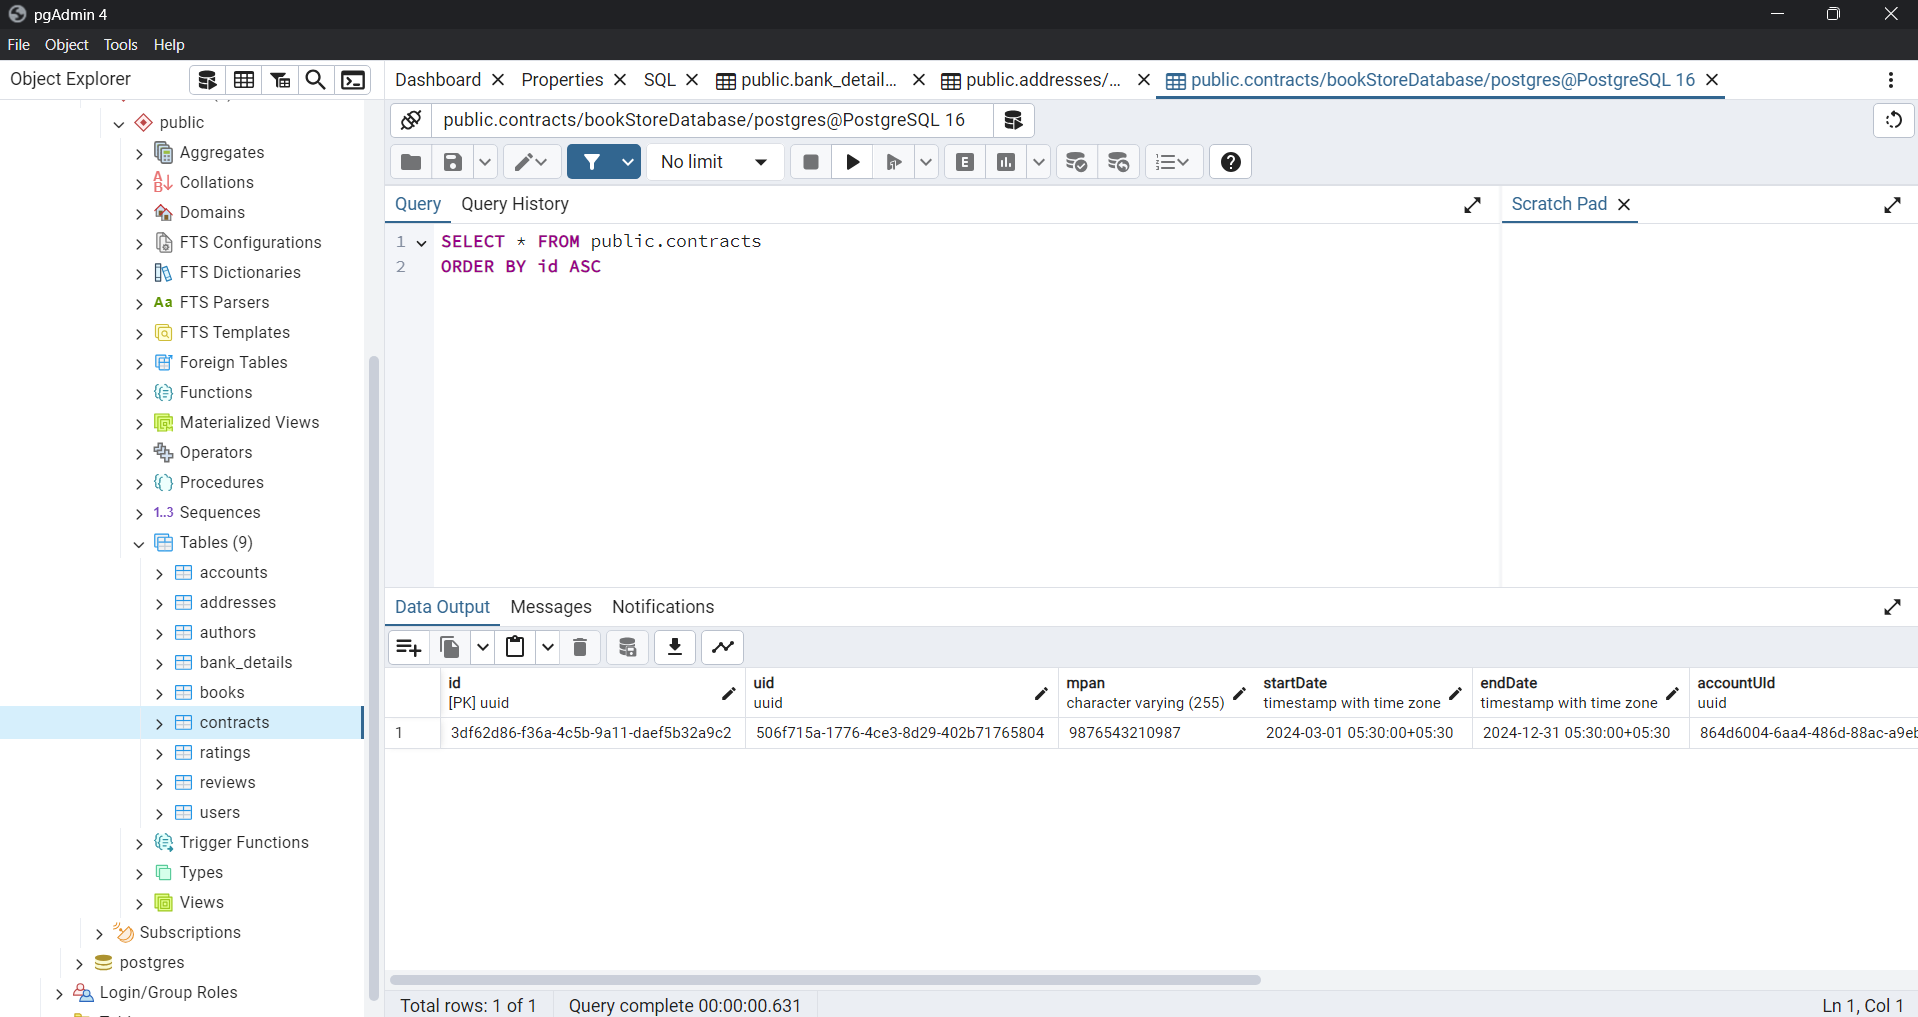 pgAdmin 4
File Object Tools Help
Object Explorer
Dashboard Properties SQL public.bank_detail... public.addresses/... public.contracts/bookStoreDatabase/postgres@PostgreSQL 16
public.contracts/bookStoreDatabase/postgres@PostgreSQL 16
No limit
E
Query Query History
Scratch Pad
1 SELECT * FROM public.contracts
2 ORDER BY id ASC
public
Aggregates
Collations
Domains
FTS Configurations
FTS Dictionaries
Aa FTS Parsers
FTS Templates
Foreign Tables
Functions
Materialized Views
Operators
Procedures
1..3 Sequences
Tables (9)
accounts
addresses
authors
bank_details
books
contracts
ratings
reviews
users
Trigger Functions
Types
Views
Subscriptions
postgres
Login/Group Roles
Data Output Messages Notifications
id uid mpan startDate endDate accountUId
[PK] uuid uuid character varying (255) timestamp with time zone timestamp with time zone uuid
1 3df62d86-f36a-4c5b-9a11-daef5b32a9c2 506f715a-1776-4ce3-8d29-402b71765804 9876543210987 2024-03-01 05:30:00+05:30 2024-12-31 05:30:00+05:30 864d6004-6aa4-486d-88ac-a9eb
Total rows: 1 of 1 Query complete 00:00:00.631
Ln 1, Col 1